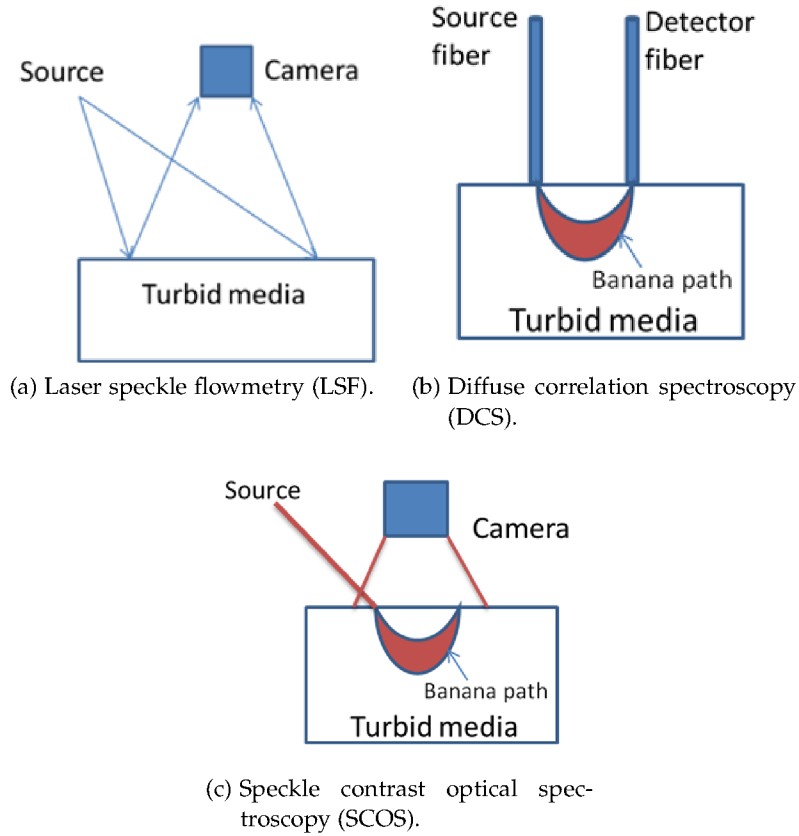 Source
Camera
Turbid media
(a) Laser speckle flowmetry (LSF).
Source
fiber
Detector
fiber
Banana path
Turbid media
(b) Diffuse correlation spectroscopy
(DCS).
Source
Camera
Banana path
Turbid media
(c) Speckle contrast optical spec-
troscopy (SCOS).